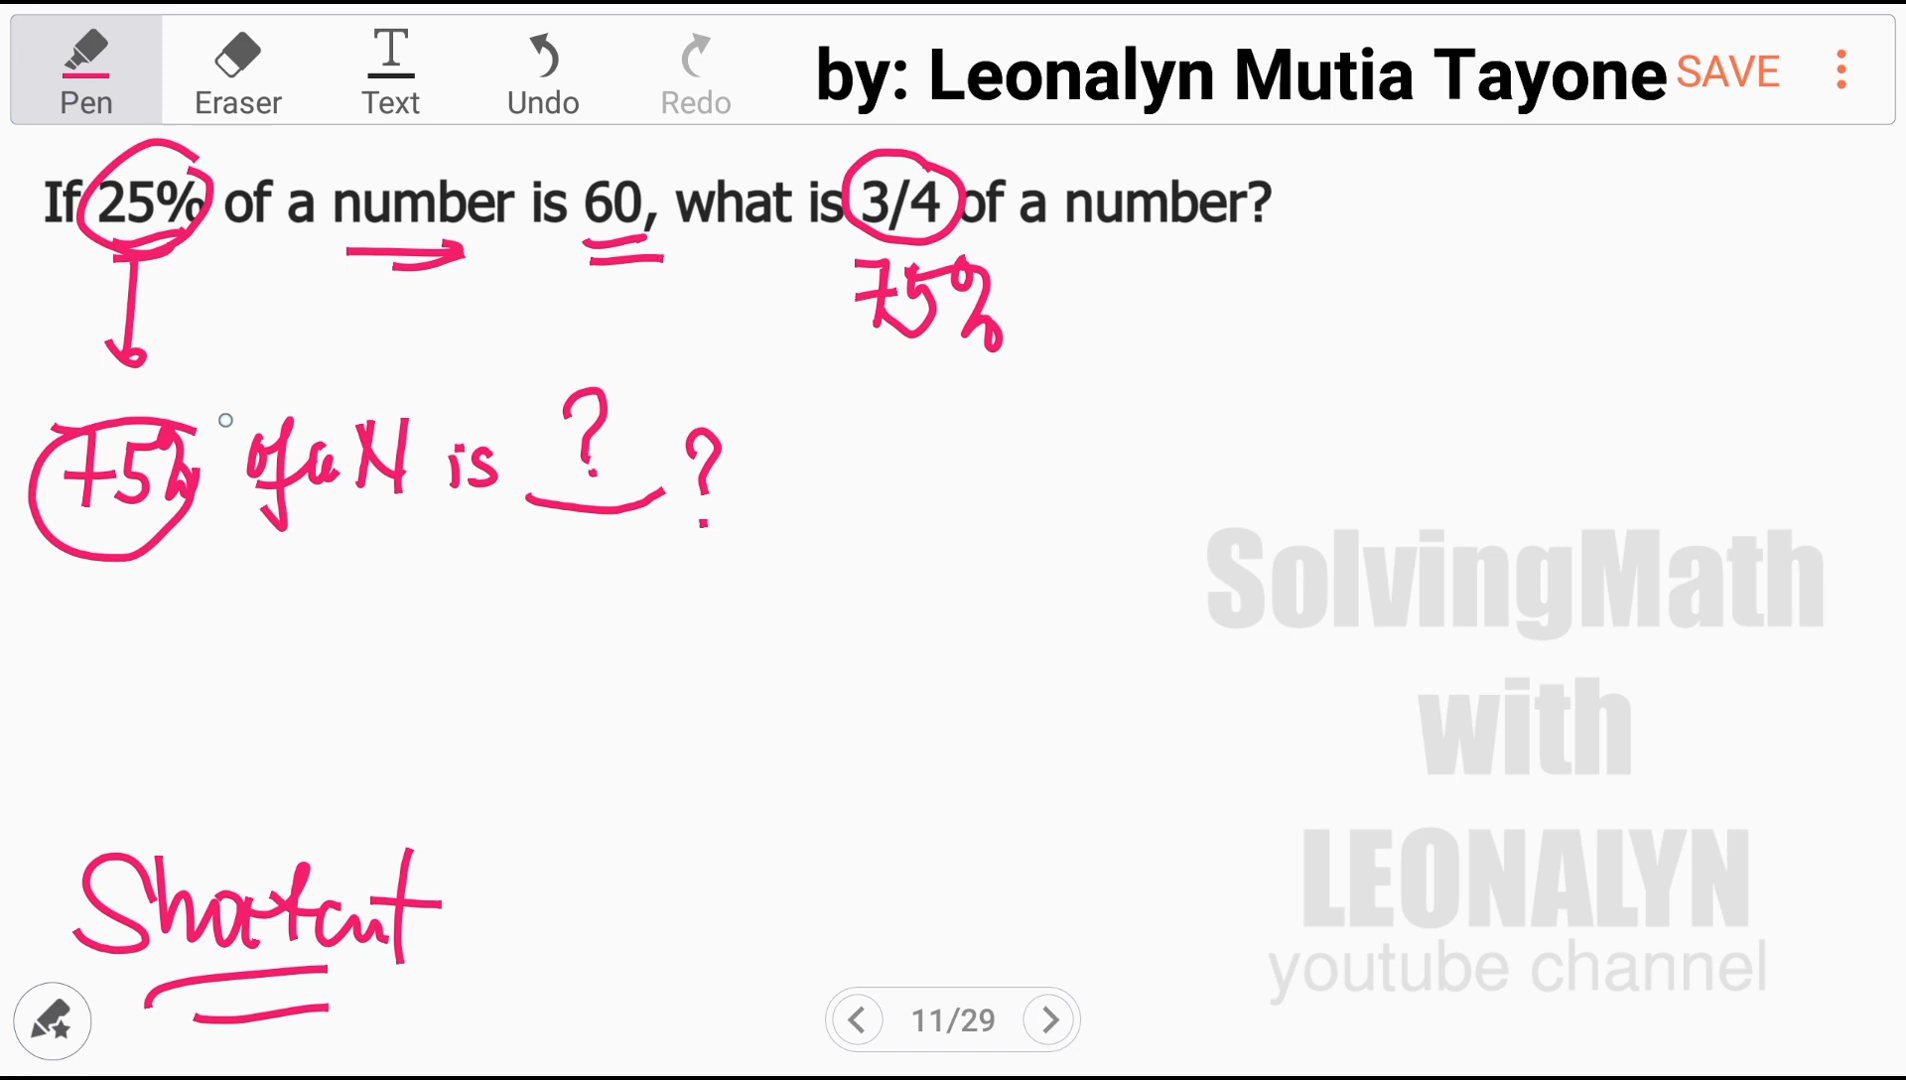 Pen Eraser Text Undo Redo by: Leonalyn Mutia Tayone SAVE
If 25% of a number is 60, what is 3/4 of a number?
75%
75% of a N is ? ?
SolvingMath
with
LEONALYN
youtube channel
Shortcut
11/29